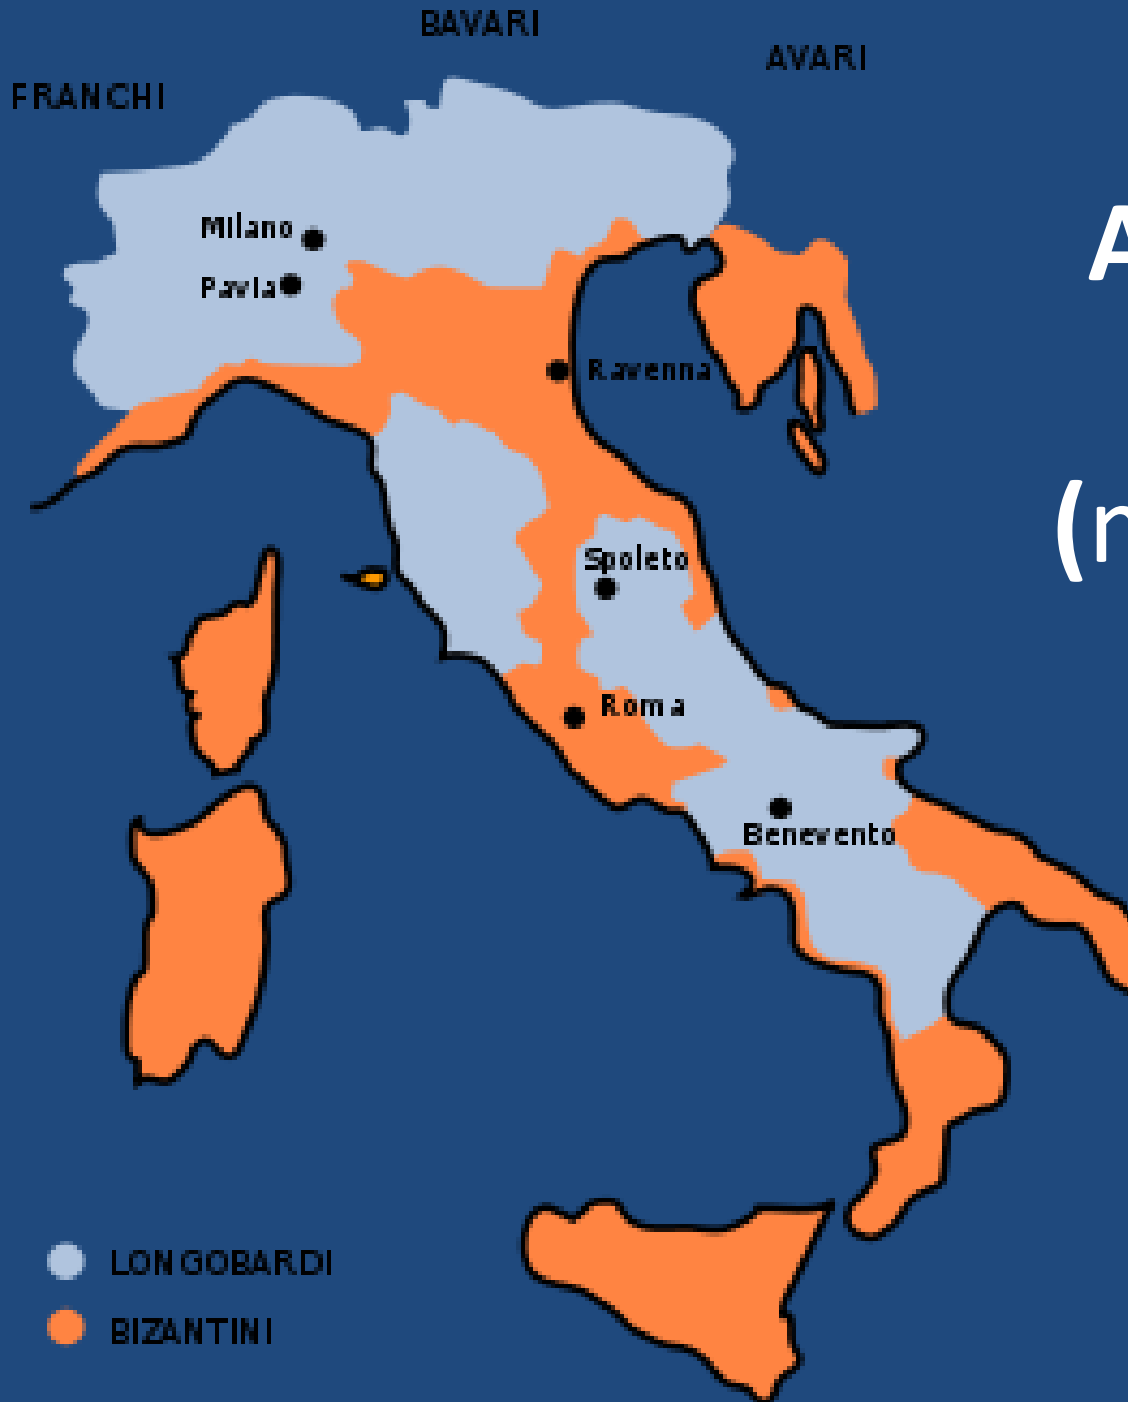 BAVARI
AVARI
FRANCHI
Milano
Pavia
Ravenna
Spoleto
Roma
Benevento
LONGOBARDI
BIZANTINI
A
(